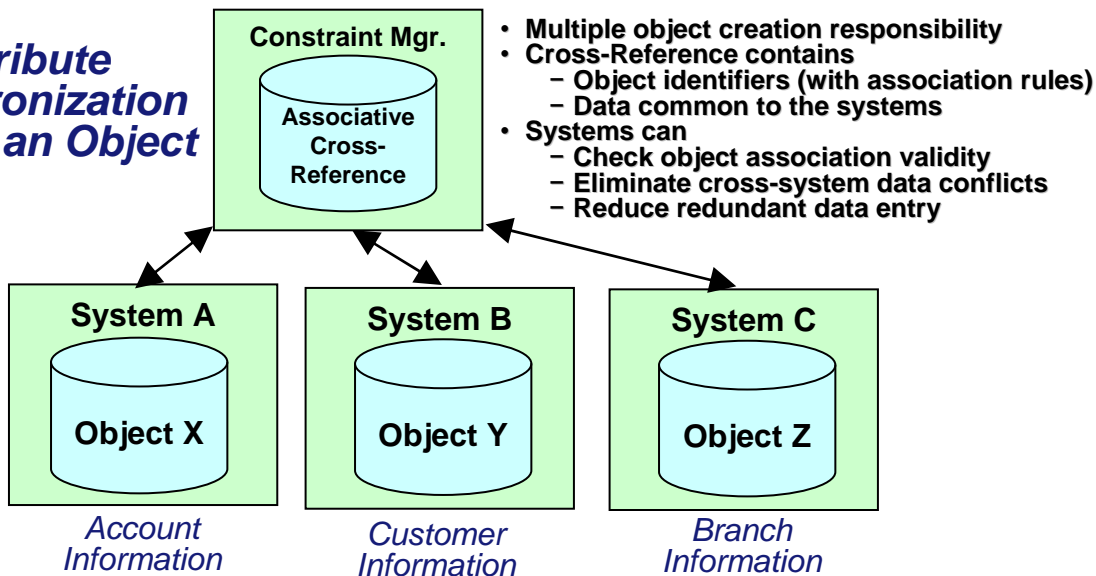 Constraint Mgr.
Associative
Cross-
Reference
• Multiple object creation responsibility
• Cross-Reference contains
– Object identifiers (with association rules)
– Data common to the systems
• Systems can
– Check object association validity
– Eliminate cross-system data conflicts
– Reduce redundant data entry
an Object
System A
Object X
Account
Information
System B
Object Y
Customer
Information
System C
Object Z
Branch
Information